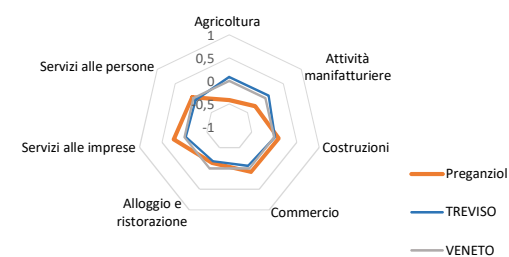 Agricoltura
1
0,5
0
-0,5
-1
Attività
manifatturiere
Costruzioni
Commercio
Alloggio e
ristorazione
Servizi alle imprese
Servizi alle persone
Preganziol
TREVISO
VENETO